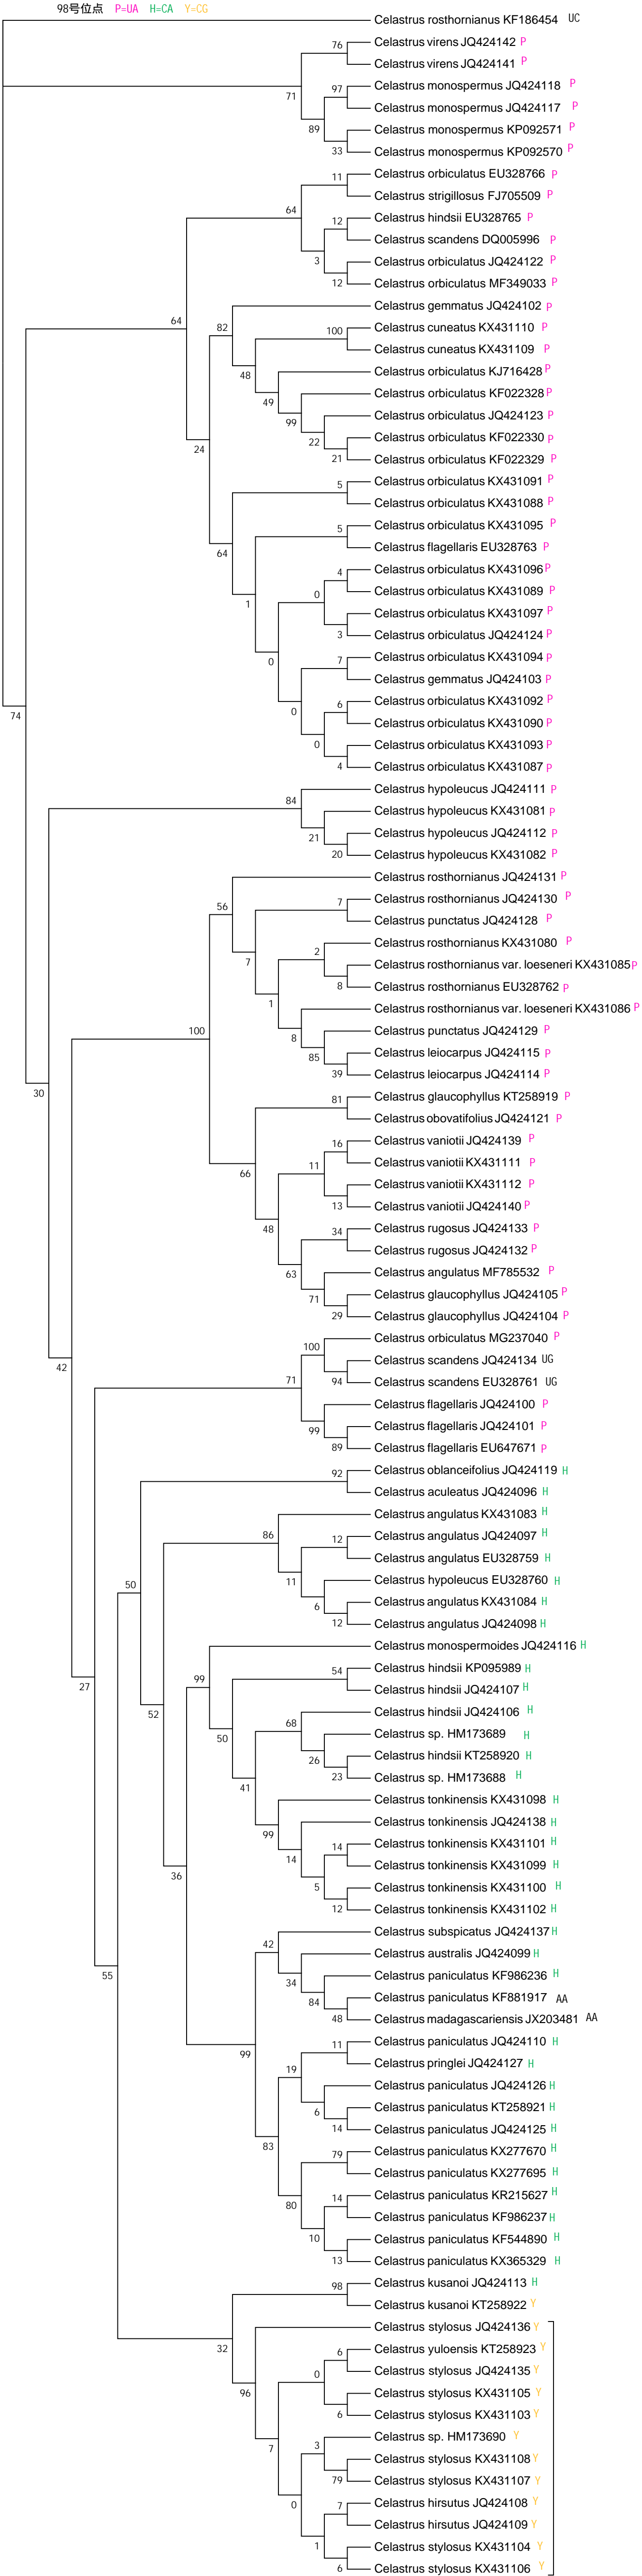 98号位点 P=UA H=CA Y=CG
Celastrus rosthornianus KF186454 UC
Celastrus virens JQ424142 P
76
Celastrus virens JQ424141 P
Celastrus monospermus JQ424118 P
97
71
Celastrus monospermus JQ424117 P
89
Celastrus monospermus KP092571 P
Celastrus monospermus KP092570 P
33
Celastrus orbiculatus EU328766 P
11
Celastrus strigillosus FJ705509 P
64
Celastrus hindsii EU328765 P
12
Celastrus scandens DQ005996 P
3
Celastrus orbiculatus JQ424122 P
Celastrus orbiculatus MF349033 P
12
Celastrus gemmatus JQ424102 P
64
82
Celastrus cuneatus KX431110 P
100
Celastrus cuneatus KX431109 P
48
Celastrus orbiculatus KJ716428 P
49
Celastrus orbiculatus KF022328 P
99
Celastrus orbiculatus JQ424123 P
22
Celastrus orbiculatus KF022330 P
24
Celastrus orbiculatus KF022329 P
21
Celastrus orbiculatus KX431091 P
5
Celastrus orbiculatus KX431088 P
Celastrus orbiculatus KX431095 P
5
64
Celastrus flagellaris EU328763 P
Celastrus orbiculatus KX431096 P
4
Celastrus orbiculatus KX431089 P
0
1
Celastrus orbiculatus KX431097 P
Celastrus orbiculatus JQ424124 P
3
Celastrus orbiculatus KX431094 P
7
0
Celastrus gemmatus JQ424103 P
Celastrus orbiculatus KX431092 P
6
0
74
Celastrus orbiculatus KX431090 P
Celastrus orbiculatus KX431093 P
0
Celastrus orbiculatus KX431087 P
4
Celastrus hypoleucus JQ424111 P
84
Celastrus hypoleucus KX431081 P
Celastrus hypoleucus JQ424112 P
21
Celastrus hypoleucus KX431082 P
20
Celastrus rosthornianus JQ424131 P
Celastrus rosthornianus JQ424130 P
7
56
Celastrus punctatus JQ424128 P
Celastrus rosthornianus KX431080 P
2
7
Celastrus rosthornianus var. loeseneri KX431085 P
Celastrus rosthornianus EU328762 P
8
1
Celastrus rosthornianus var. loeseneri KX431086 P
Celastrus punctatus JQ424129 P
100
8
Celastrus leiocarpus JQ424115 P
85
Celastrus leiocarpus JQ424114 P
39
30
Celastrus glaucophyllus KT258919 P
81
Celastrus obovatifolius JQ424121 P
Celastrus vaniotii JQ424139 P
16
Celastrus vaniotii KX431111 P
11
66
Celastrus vaniotii KX431112 P
Celastrus vaniotii JQ424140 P
13
Celastrus rugosus JQ424133 P
34
48
Celastrus rugosus JQ424132 P
Celastrus angulatus MF785532 P
63
Celastrus glaucophyllus JQ424105 P
71
Celastrus glaucophyllus JQ424104 P
29
Celastrus orbiculatus MG237040 P
100
Celastrus scandens JQ424134 UG
42
Celastrus scandens EU328761 UG
94
71
Celastrus flagellaris JQ424100 P
Celastrus flagellaris JQ424101 P
99
Celastrus flagellaris EU647671 P
89
Celastrus oblanceifolius JQ424119 H
92
Celastrus aculeatus JQ424096 H
Celastrus angulatus KX431083 H
Celastrus angulatus JQ424097 H
12
86
Celastrus angulatus EU328759 H
Celastrus hypoleucus EU328760 H
11
50
Celastrus angulatus KX431084 H
6
Celastrus angulatus JQ424098 H
12
Celastrus monospermoides JQ424116 H
Celastrus hindsii KP095989 H
54
99
27
Celastrus hindsii JQ424107 H
Celastrus hindsii JQ424106 H
52
68
50
Celastrus sp. HM173689 H
Celastrus hindsii KT258920 H
26
Celastrus sp. HM173688 H
23
41
Celastrus tonkinensis KX431098 H
Celastrus tonkinensis JQ424138 H
99
Celastrus tonkinensis KX431101 H
14
14
Celastrus tonkinensis KX431099 H
36
Celastrus tonkinensis KX431100 H
5
Celastrus tonkinensis KX431102 H
12
Celastrus subspicatus JQ424137 H
42
Celastrus australis JQ424099 H
55
Celastrus paniculatus KF986236 H
34
Celastrus paniculatus KF881917 AA
84
Celastrus madagascariensis JX203481 AA
48
Celastrus paniculatus JQ424110 H
11
99
Celastrus pringlei JQ424127 H
19
Celastrus paniculatus JQ424126 H
Celastrus paniculatus KT258921 H
6
Celastrus paniculatus JQ424125 H
14
83
Celastrus paniculatus KX277670 H
79
Celastrus paniculatus KX277695 H
Celastrus paniculatus KR215627 H
14
80
Celastrus paniculatus KF986237 H
Celastrus paniculatus KF544890 H
10
Celastrus paniculatus KX365329 H
13
Celastrus kusanoi JQ424113 H
98
Celastrus kusanoi KT258922 Y
Celastrus stylosus JQ424136 Y
32
Celastrus yuloensis KT258923 Y
6
Celastrus stylosus JQ424135 Y
0
96
Celastrus stylosus KX431105 Y
Celastrus stylosus KX431103 Y
6
Celastrus sp. HM173690 Y
3
7
Celastrus stylosus KX431108 Y
Celastrus stylosus KX431107 Y
79
Celastrus hirsutus JQ424108 Y
7
0
Celastrus hirsutus JQ424109 Y
Celastrus stylosus KX431104 Y
1
Celastrus stylosus KX431106 Y
6